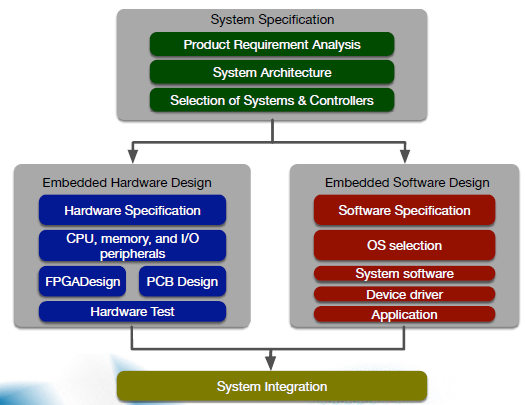 System Specification
Product Requirement Analysis
System Architecture
Selection of Systems & Controllers
Embedded Hardware Design
Hardware Specification
CPU, memory, and I/O
peripherals
FPGADesign
PCB Design
Hardware Test
Embedded Software Design
Software Specification
OS selection
System software
Device driver
Application
System Integration